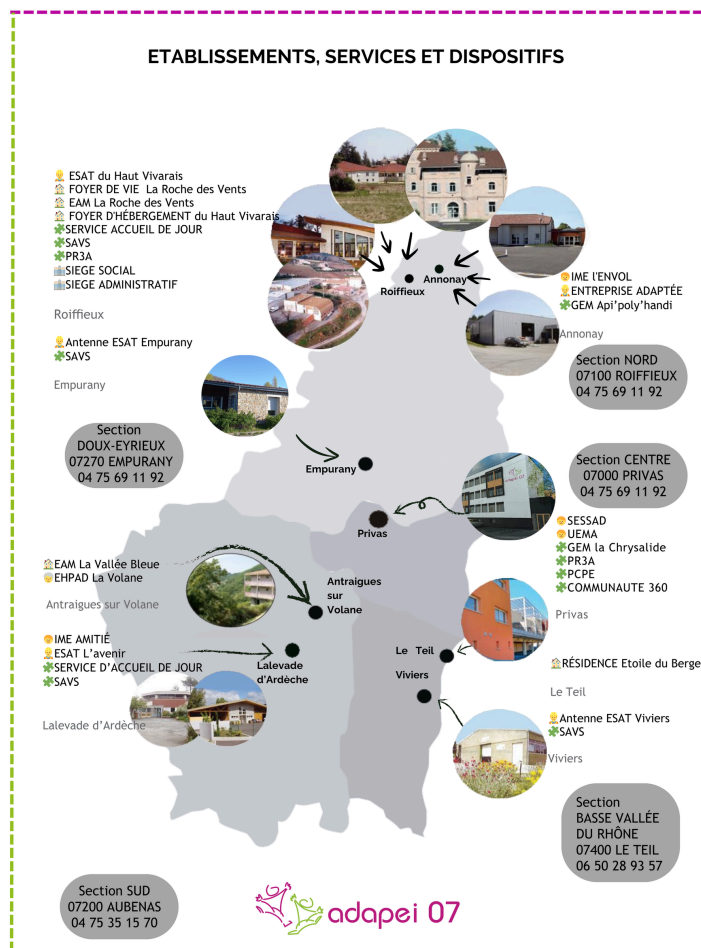 ETABLISSEMENTS, SERVICES ET DISPOSITIFS
ESAT du Haut Vivarais
FOYER DE VIE La Roche des Vents
EAM La Roche des Vents
FOYER D'HÉBERGEMENT du Haut Vivarais
SERVICE ACCUEIL DE JOUR
SAVS
PR3A
SIEGE SOCIAL
SIEGE ADMINISTRATIF
Roiffieux
Antenne ESAT Empurany
SAVS
Empurany
Section
DOUX-EYRIEUX
07270 EMPURANY
04 75 69 11 92
Roiffieux
Annonay
IME l'ENVOL
ENTREPRISE ADAPTÉE
GEM Api'poly'handi
Annonay
Section NORD
07100 ROIFFIEUX
04 75 69 11 92
Empurany
Section CENTRE
07000 PRIVAS
04 75 69 11 92
Privas
SESSAD
UEMA
GEM la Chrysalide
PR3A
PCPE
COMMUNAUTE 360
Privas
EAM La Vallée Bleue
EHPAD La Volane
Antraigues sur Volane
Antraigues
sur
Volane
IME AMITIÉ
ESAT L'avenir
SERVICE D'ACCUEIL DE JOUR
SAVS
Lalevade d'Ardèche
Lalevade
d'Ardèche
Le Teil
Viviers
RÉSIDENCE Etoile du Berge
Le Teil
Antenne ESAT Viviers
SAVS
Viviers
Section
BASSE VALLÉE
DU RHÔNE
07400 LE TEIL
06 50 28 93 57
Section SUD
07200 AUBENAS
04 75 35 15 70
adapei 07